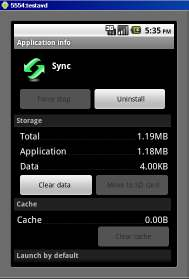 5554:testavd
5:35 PM
Application info
Sync
Force stop
Uninstall
Storage
Total 1.19MB
Application 1.18MB
Data 4.00KB
Clear data
Move to SD card
Cache
Cache 0.00B
Clear cache
Launch by default